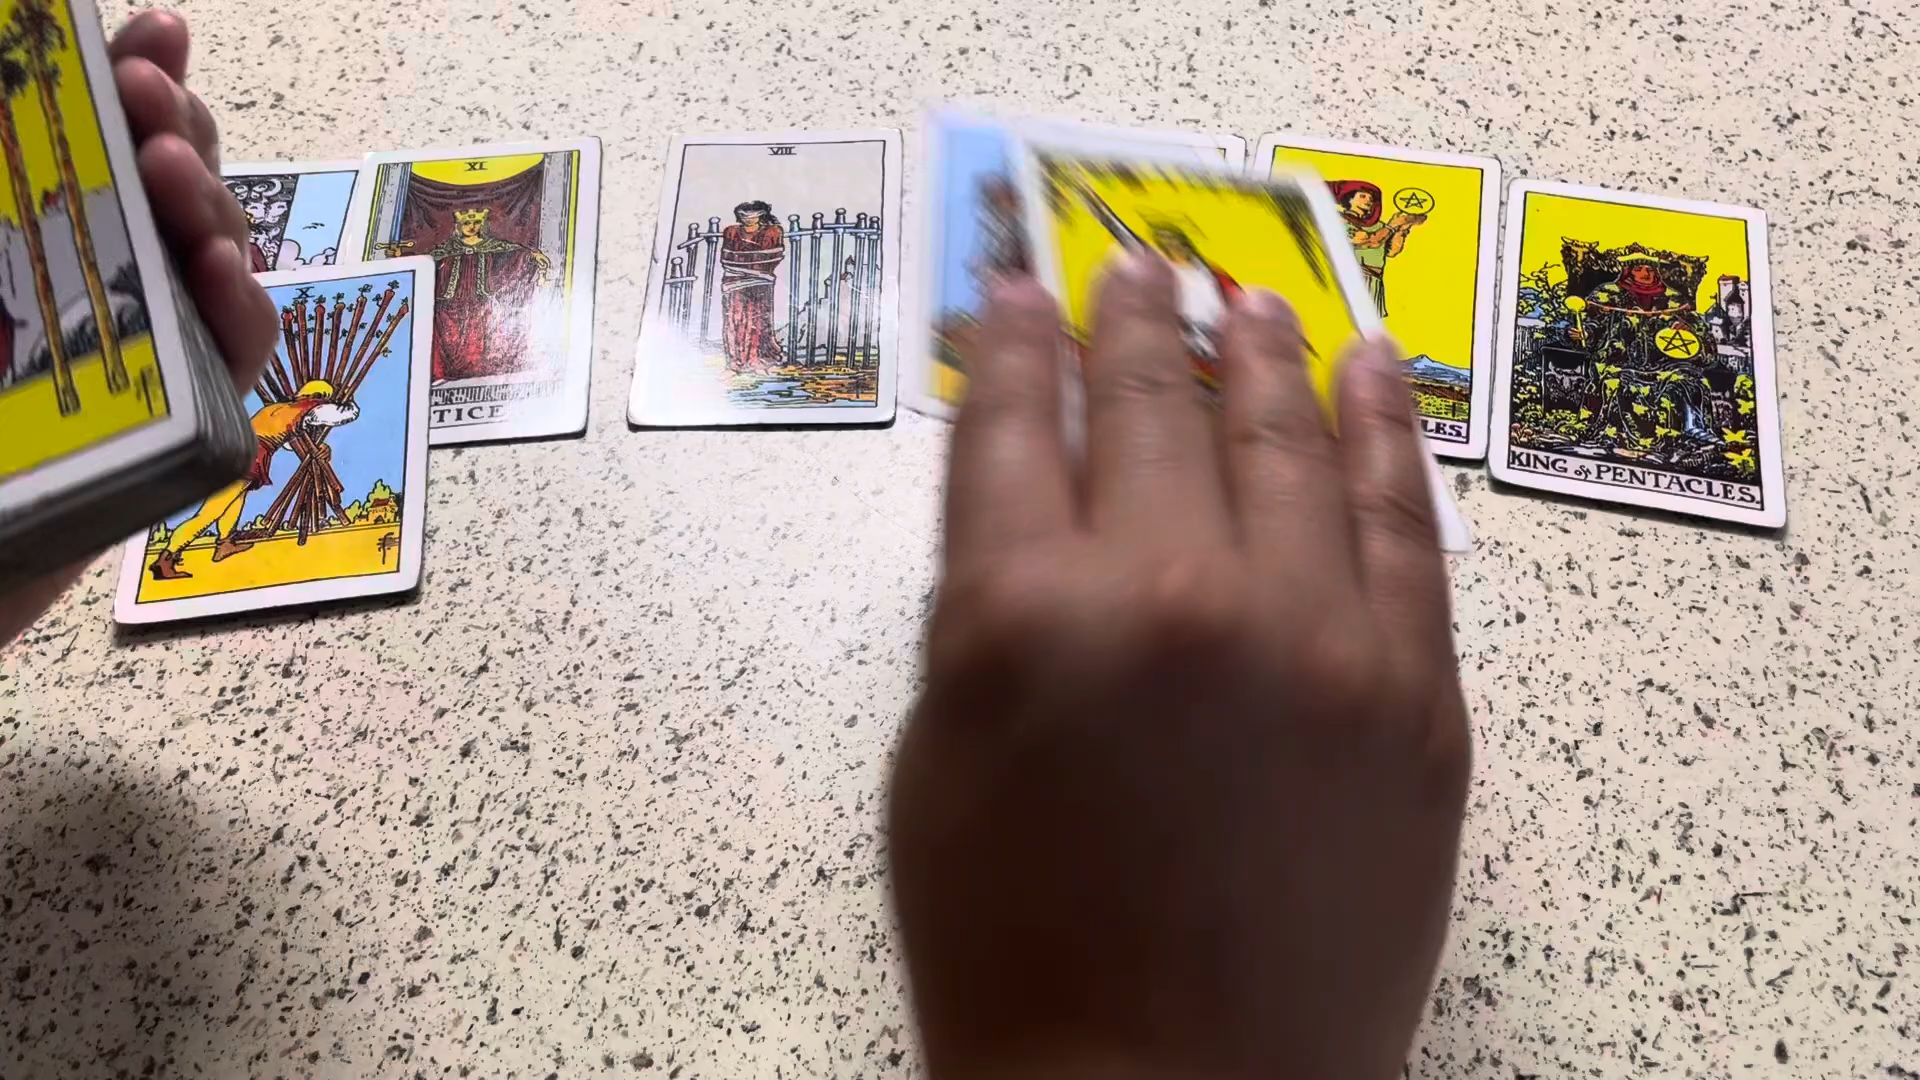 XI
VIII
X
TICE
LES.
KING of PENTACLES.